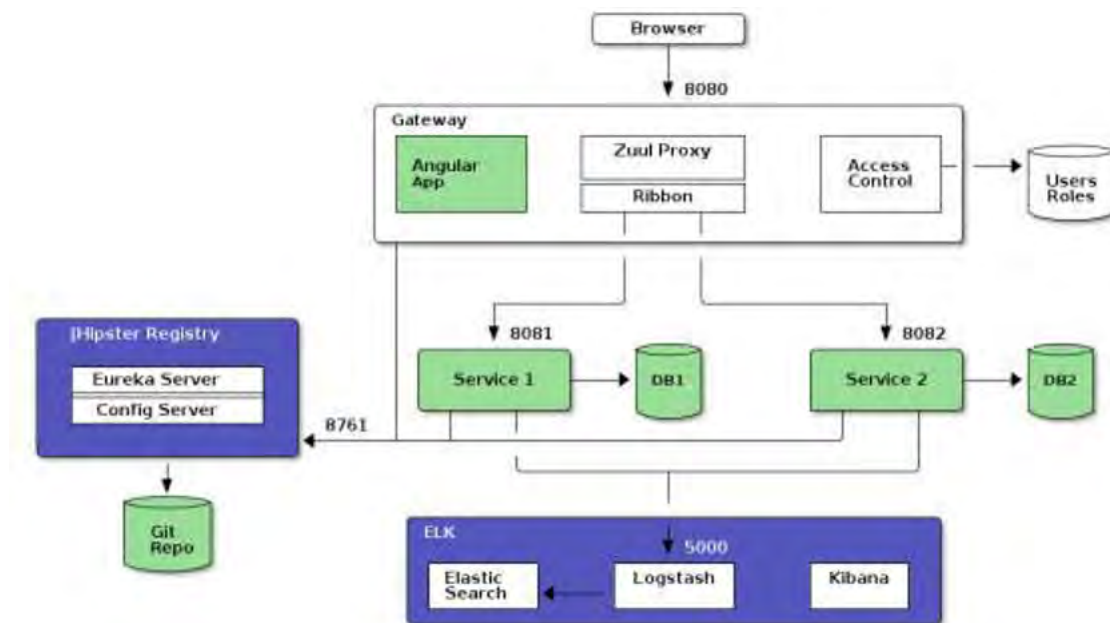 Browser
8080
Gateway
Angular
App
Zuul Proxy
Ribbon
Access
Control
Users
Roles
JHipster Registry
Eureka Server
Config Server
8761
Git
Repo
8081
Service 1
DB1
8082
Service 2
DB2
ELK
5000
Elastic
Search
Logstash
Kibana